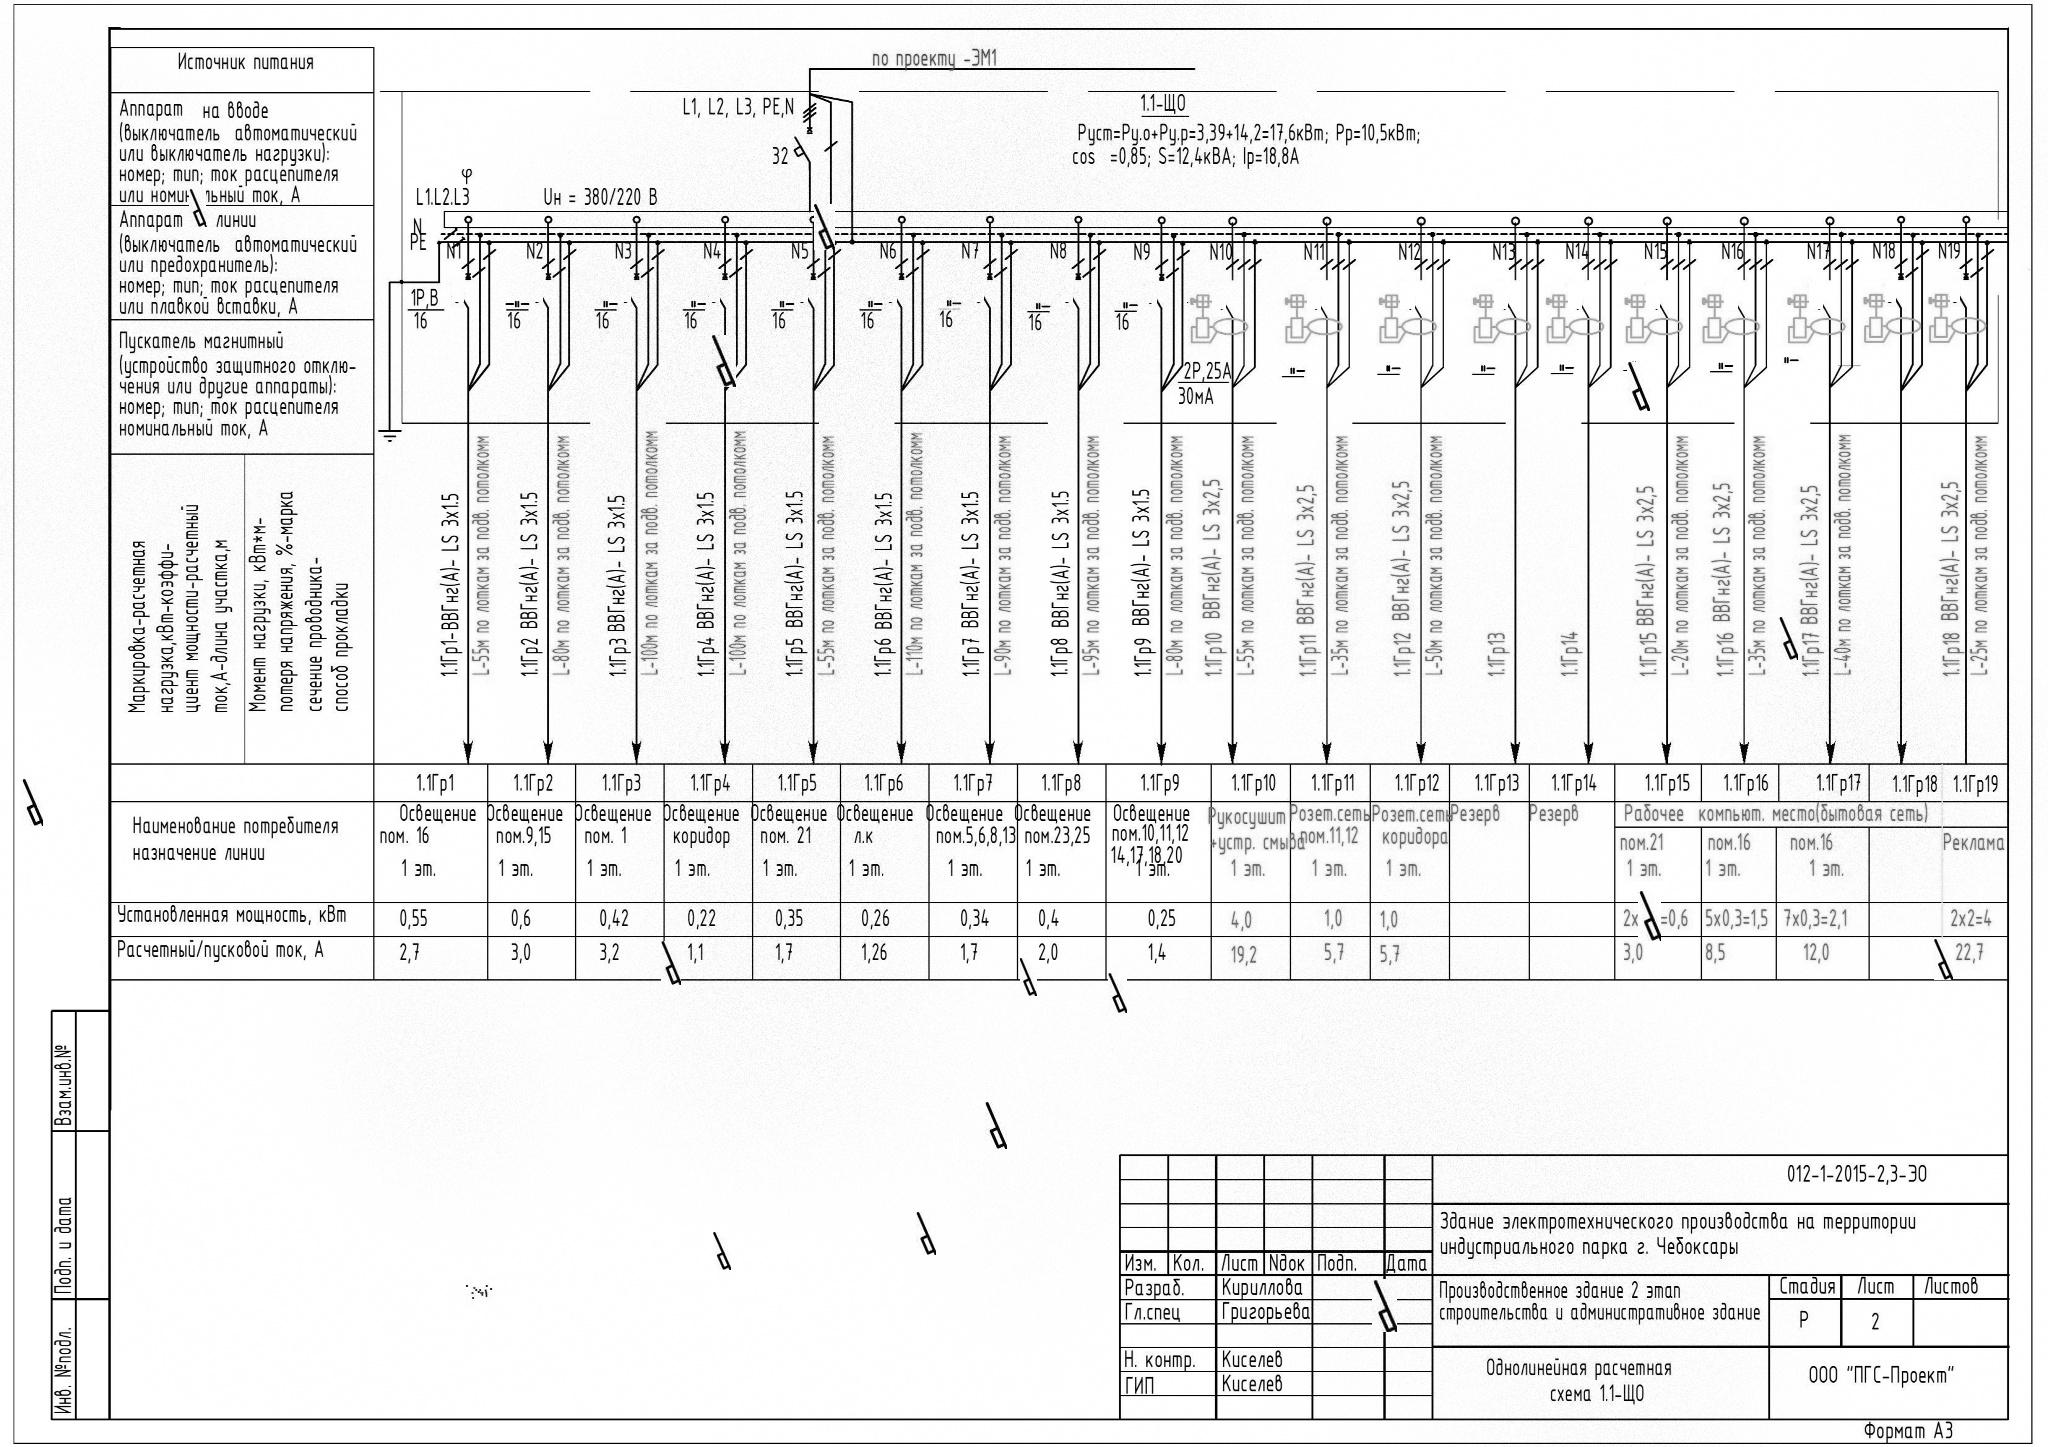 Источник питания
Аппарат на вводе
(выключатель автоматический
или выключатель нагрузки):
номер; тип; ток расцепителя
или номинальный ток, А
Аппарат линии
(выключатель автоматический
или предохранитель):
номер; тип; ток расцепителя
или плавкой вставки, А
Пускатель магнитный
(устройство защитного отклю-
чения или другие аппараты):
номер; тип; ток расцепителя
номинальный ток, А
Маркировка-расчетная
нагрузка,кВт-коэффи-
циент мощности-расчетный
ток,А-длина участка,м
Момент нагрузки, кВт*м-
потеря напряжения, %-марка
сечение проводника-
способ прокладки
по проекту -ЭМ1
L1, L2, L3, PE,N
32
1.1-ЩО
Руст=Ру.о+Ру.р=3,39+14,2=17,6кВт; Рр=10,5кВт;
cos =0,85; S=12,4кВА; Iр=18,8А
φ
L1.L2.L3
Uн = 380/220 В
N
PE
N1 N2 N3 N4 N5 N6 N7 N8 N9 N10 N11 N12 N13 N14 N15 N16 N17 N18 N19
1Р,В
16 16 16 16 16 16 16 16 16
2Р,25А
30мА
1.1Гр1-ВВГнг(А)- LS 3х1.5
L-55м по лоткам за подв. потолкомм
1.1Гр2 ВВГнг(А)- LS 3х1.5
L-80м по лоткам за подв. потолкомм
1.1Гр3 ВВГнг(А)- LS 3х1.5
L-100м по лоткам за подв. потолкомм
1.1Гр4 ВВГнг(А)- LS 3х1.5
L-100м по лоткам за подв. потолкомм
1.1Гр5 ВВГнг(А)- LS 3х1.5
L-55м по лоткам за подв. потолкомм
1.1Гр6 ВВГнг(А)- LS 3х1.5
L-110м по лоткам за подв. потолкомм
1.1Гр7 ВВГнг(А)- LS 3х1.5
L-90м по лоткам за подв. потолкомм
1.1Гр8 ВВГнг(А)- LS 3х1.5
L-95м по лоткам за подв. потолкомм
1.1Гр9 ВВГнг(А)- LS 3х1.5
L-80м по лоткам за подв. потолкомм
1.1Гр10 ВВГнг(А)- LS 3х2,5
L-55м по лоткам за подв. потолкомм
1.1Гр11 ВВГнг(А)- LS 3х2,5
L-35м по лоткам за подв. потолкомм
1.1Гр12 ВВГнг(А)- LS 3х2,5
L-50м по лоткам за подв. потолкомм
1.1Гр13
1.1Гр14
1.1Гр15 ВВГнг(А)- LS 3х2,5
L-20м по лоткам за подв. потолкомм
1.1Гр16 ВВГнг(А)- LS 3х2,5
L-35м по лоткам за подв. потолкомм
1.1Гр17 ВВГнг(А)- LS 3х2,5
L-40м по лоткам за подв. потолкомм
1.1Гр18 ВВГнг(А)- LS 3х2,5
L-25м по лоткам за подв. потолкомм
1.1Гр1 1.1Гр2 1.1Гр3 1.1Гр4 1.1Гр5 1.1Гр6 1.1Гр7 1.1Гр8 1.1Гр9 1.1Гр10 1.1Гр11 1.1Гр12 1.1Гр13 1.1Гр14 1.1Гр15 1.1Гр16 1.1Гр17 1.1Гр18 1.1Гр19
Наименование потребителя
назначение линии
Освещение
пом. 16
1 эт.
Освещение
пом.9,15
1 эт.
Освещение
пом. 1
1 эт.
Освещение
коридор
1 эт.
Освещение
пом. 21
1 эт.
Освещение
л.к
1 эт.
Освещение
пом.5,6,8,13
1 эт.
Освещение
пом.23,25
1 эт.
Освещение
пом.10,11,12
14,17,18,20
1 эт.
Рукосушит
+устр. смыва
1 эт.
Розет.сеть
пом.11,12
1 эт.
Розет.сеть
коридора
1 эт.
Резерв
Резерв
Рабочее компьют. место(бытовая сеть)
пом.21
1 эт.
пом.16
1 эт.
пом.16
1 эт.
Реклама
Установленная мощность, кВт 0,55 0,6 0,42 0,22 0,35 0,26 0,34 0,4 0,25 4,0 1,0 1,0 2х =0,6 5х0,3=1,5 7х0,3=2,1 2х2=4
Расчетный/пусковой ток, А 2,7 3,0 3,2 1,1 1,7 1,26 1,7 2,0 1,4 19,2 5,7 5,7 3,0 8,5 12,0 22,7
Взам.инв.№
Подп. и дата
Инв. №подл.
012-1-2015-2,3-ЭО
Здание электротехнического производства на территории
индустриального парка г. Чебоксары
Изм. Кол. Лист Nдок Подп. Дата
Разраб. Кириллова
Гл.спец Григорьева
Н. контр. Киселев
ГИП Киселев
Производственное здание 2 этап
строительства и административное здание
Стадия Лист Листов
Р 2
Однолинейная расчетная
схема 1.1-ЩО
ООО "ПГС-Проект"
Формат А3